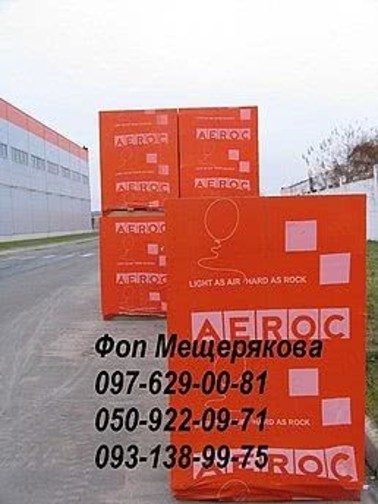 AEROC AEROC
AEROC AEROC
AEROC
AEROC
LIGHT AS AIR HARD AS ROCK
AEROC
Фоп Мещерякова
097-629-00-81
050-922-09-71
HARD AS ROCK
093-138-99-75
AEROC